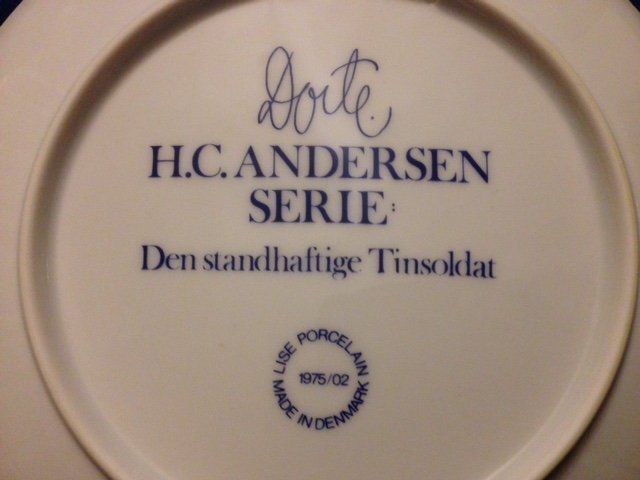 Dorte.
H.C. ANDERSEN
SERIE:
Den standhaftige Tinsoldat
LISE PORCELAIN
1975/02
MADE IN DENMARK